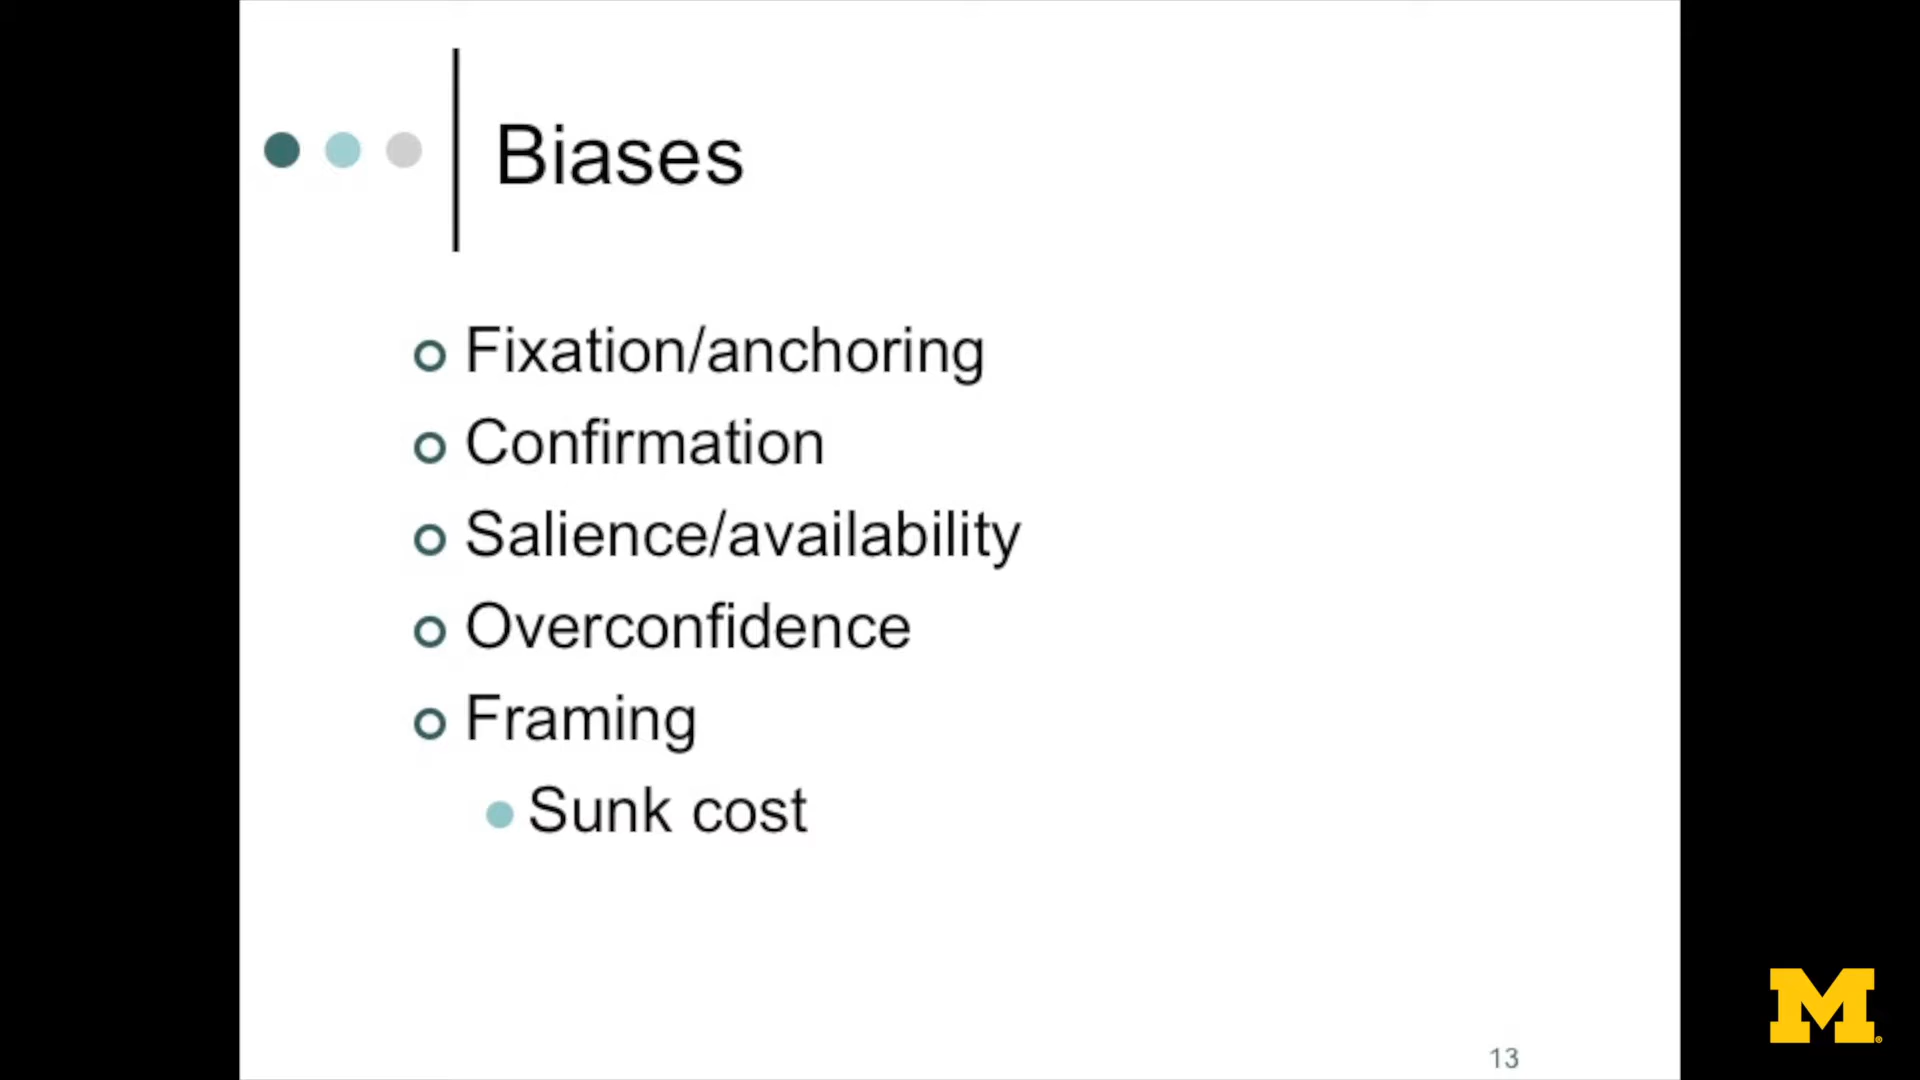 Biases
Fixation/anchoring
Confirmation
Salience/availability
Overconfidence
Framing
Sunk cost
13
M